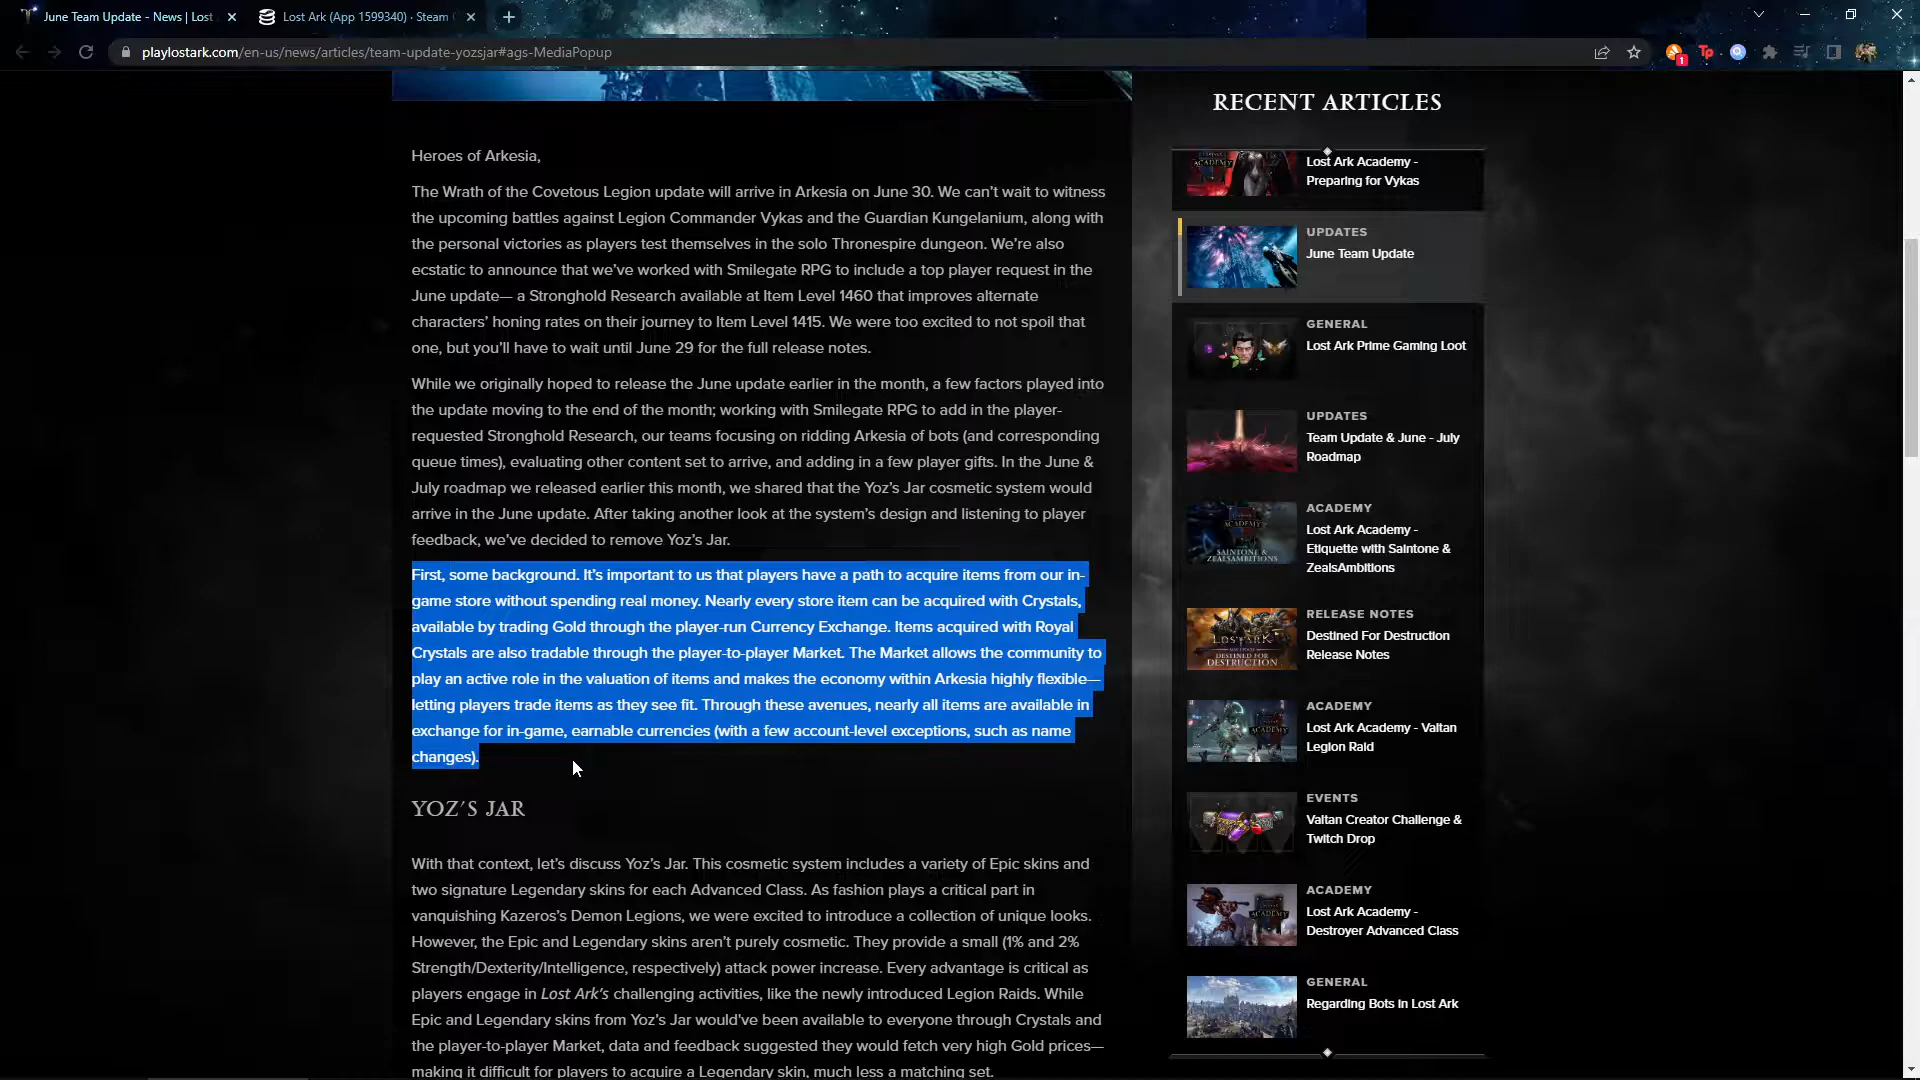 June Team Update - News | Lost
Lost Ark (App 1599340) · Steam
playlostark.com/en-us/news/articles/team-update-yozsjar#ags-MediaPopup
1
Tp
Heroes of Arkesia,
The Wrath of the Covetous Legion update will arrive in Arkesia on June 30. We can't wait to witness
the upcoming battles against Legion Commander Vykas and the Guardian Kungelanium, along with
the personal victories as players test themselves in the solo Thronespire dungeon. We're also
ecstatic to announce that we've worked with Smilegate RPG to include a top player request in the
June update— a Stronghold Research available at Item Level 1460 that improves alternate
characters' honing rates on their journey to Item Level 1415. We were too excited to not spoil that
one, but you'll have to wait until June 29 for the full release notes.
While we originally hoped to release the June update earlier in the month, a few factors played into
the update moving to the end of the month; working with Smilegate RPG to add in the player-
requested Stronghold Research, our teams focusing on ridding Arkesia of bots (and corresponding
queue times), evaluating other content set to arrive, and adding in a few player gifts. In the June &
July roadmap we released earlier this month, we shared that the Yoz's Jar cosmetic system would
arrive in the June update. After taking another look at the system's design and listening to player
feedback, we've decided to remove Yoz's Jar.
First, some background. It's important to us that players have a path to acquire items from our in-
game store without spending real money. Nearly every store item can be acquired with Crystals,
available by trading Gold through the player-run Currency Exchange. Items acquired with Royal
Crystals are also tradable through the player-to-player Market. The Market allows the community to
play an active role in the valuation of items and makes the economy within Arkesia highly flexible—
letting players trade items as they see fit. Through these avenues, nearly all items are available in
exchange for in-game, earnable currencies (with a few account-level exceptions, such as name
changes).
YOZ'S JAR
With that context, let's discuss Yoz's Jar. This cosmetic system includes a variety of Epic skins and
two signature Legendary skins for each Advanced Class. As fashion plays a critical part in
vanquishing Kazeros's Demon Legions, we were excited to introduce a collection of unique looks.
However, the Epic and Legendary skins aren't purely cosmetic. They provide a small (1% and 2%
Strength/Dexterity/Intelligence, respectively) attack power increase. Every advantage is critical as
players engage in Lost Ark's challenging activities, like the newly introduced Legion Raids. While
Epic and Legendary skins from Yoz's Jar would've been available to everyone through Crystals and
the player-to-player Market, data and feedback suggested they would fetch very high Gold prices—
making it difficult for players to acquire a Legendary skin, much less a matching set.
RECENT ARTICLES
ACADEMY
Lost Ark Academy -
Preparing for Vykas
UPDATES
June Team Update
GENERAL
Lost Ark Prime Gaming Loot
UPDATES
Team Update & June - July
Roadmap
ACADEMY
SAINTONE &
ZEALSAMBITIONS
ACADEMY
Lost Ark Academy -
Etiquette with Saintone &
ZealsAmbitions
LOST ARK
DESTINED FOR
DESTRUCTION
RELEASE NOTES
Destined For Destruction
Release Notes
ACADEMY
ACADEMY
Lost Ark Academy - Valtan
Legion Raid
EVENTS
Valtan Creator Challenge &
Twitch Drop
ACADEMY
ACADEMY
Lost Ark Academy -
Destroyer Advanced Class
GENERAL
Regarding Bots in Lost Ark